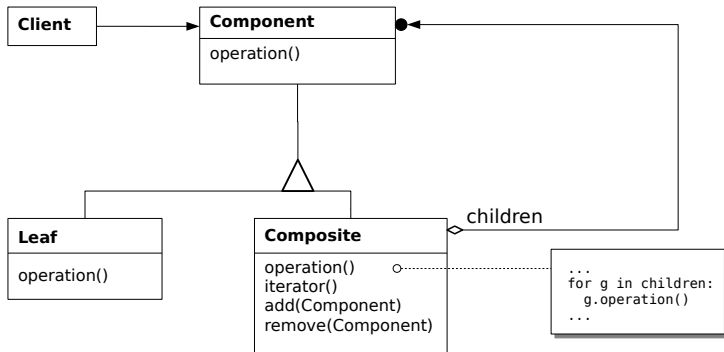 Client
Component
operation()
children
Leaf
operation()
Composite
operation()
iterator()
add(Component)
remove(Component)
...
for g in children:
  g.operation()
...